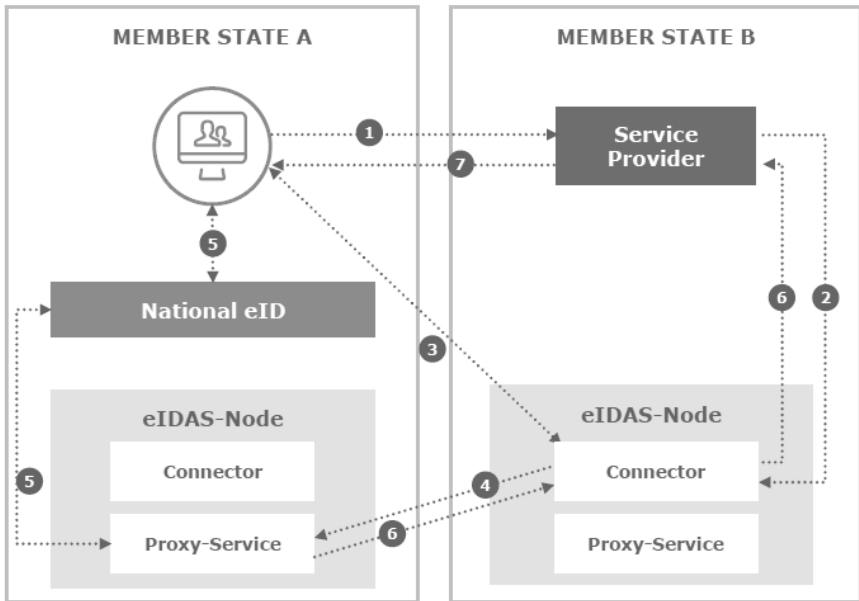 MEMBER STATE A
MEMBER STATE B
1
Service
Provider
7
5
National eID
6
2
3
eIDAS-Node
eIDAS-Node
Connector
Connector
5
4
6
Proxy-Service
Proxy-Service